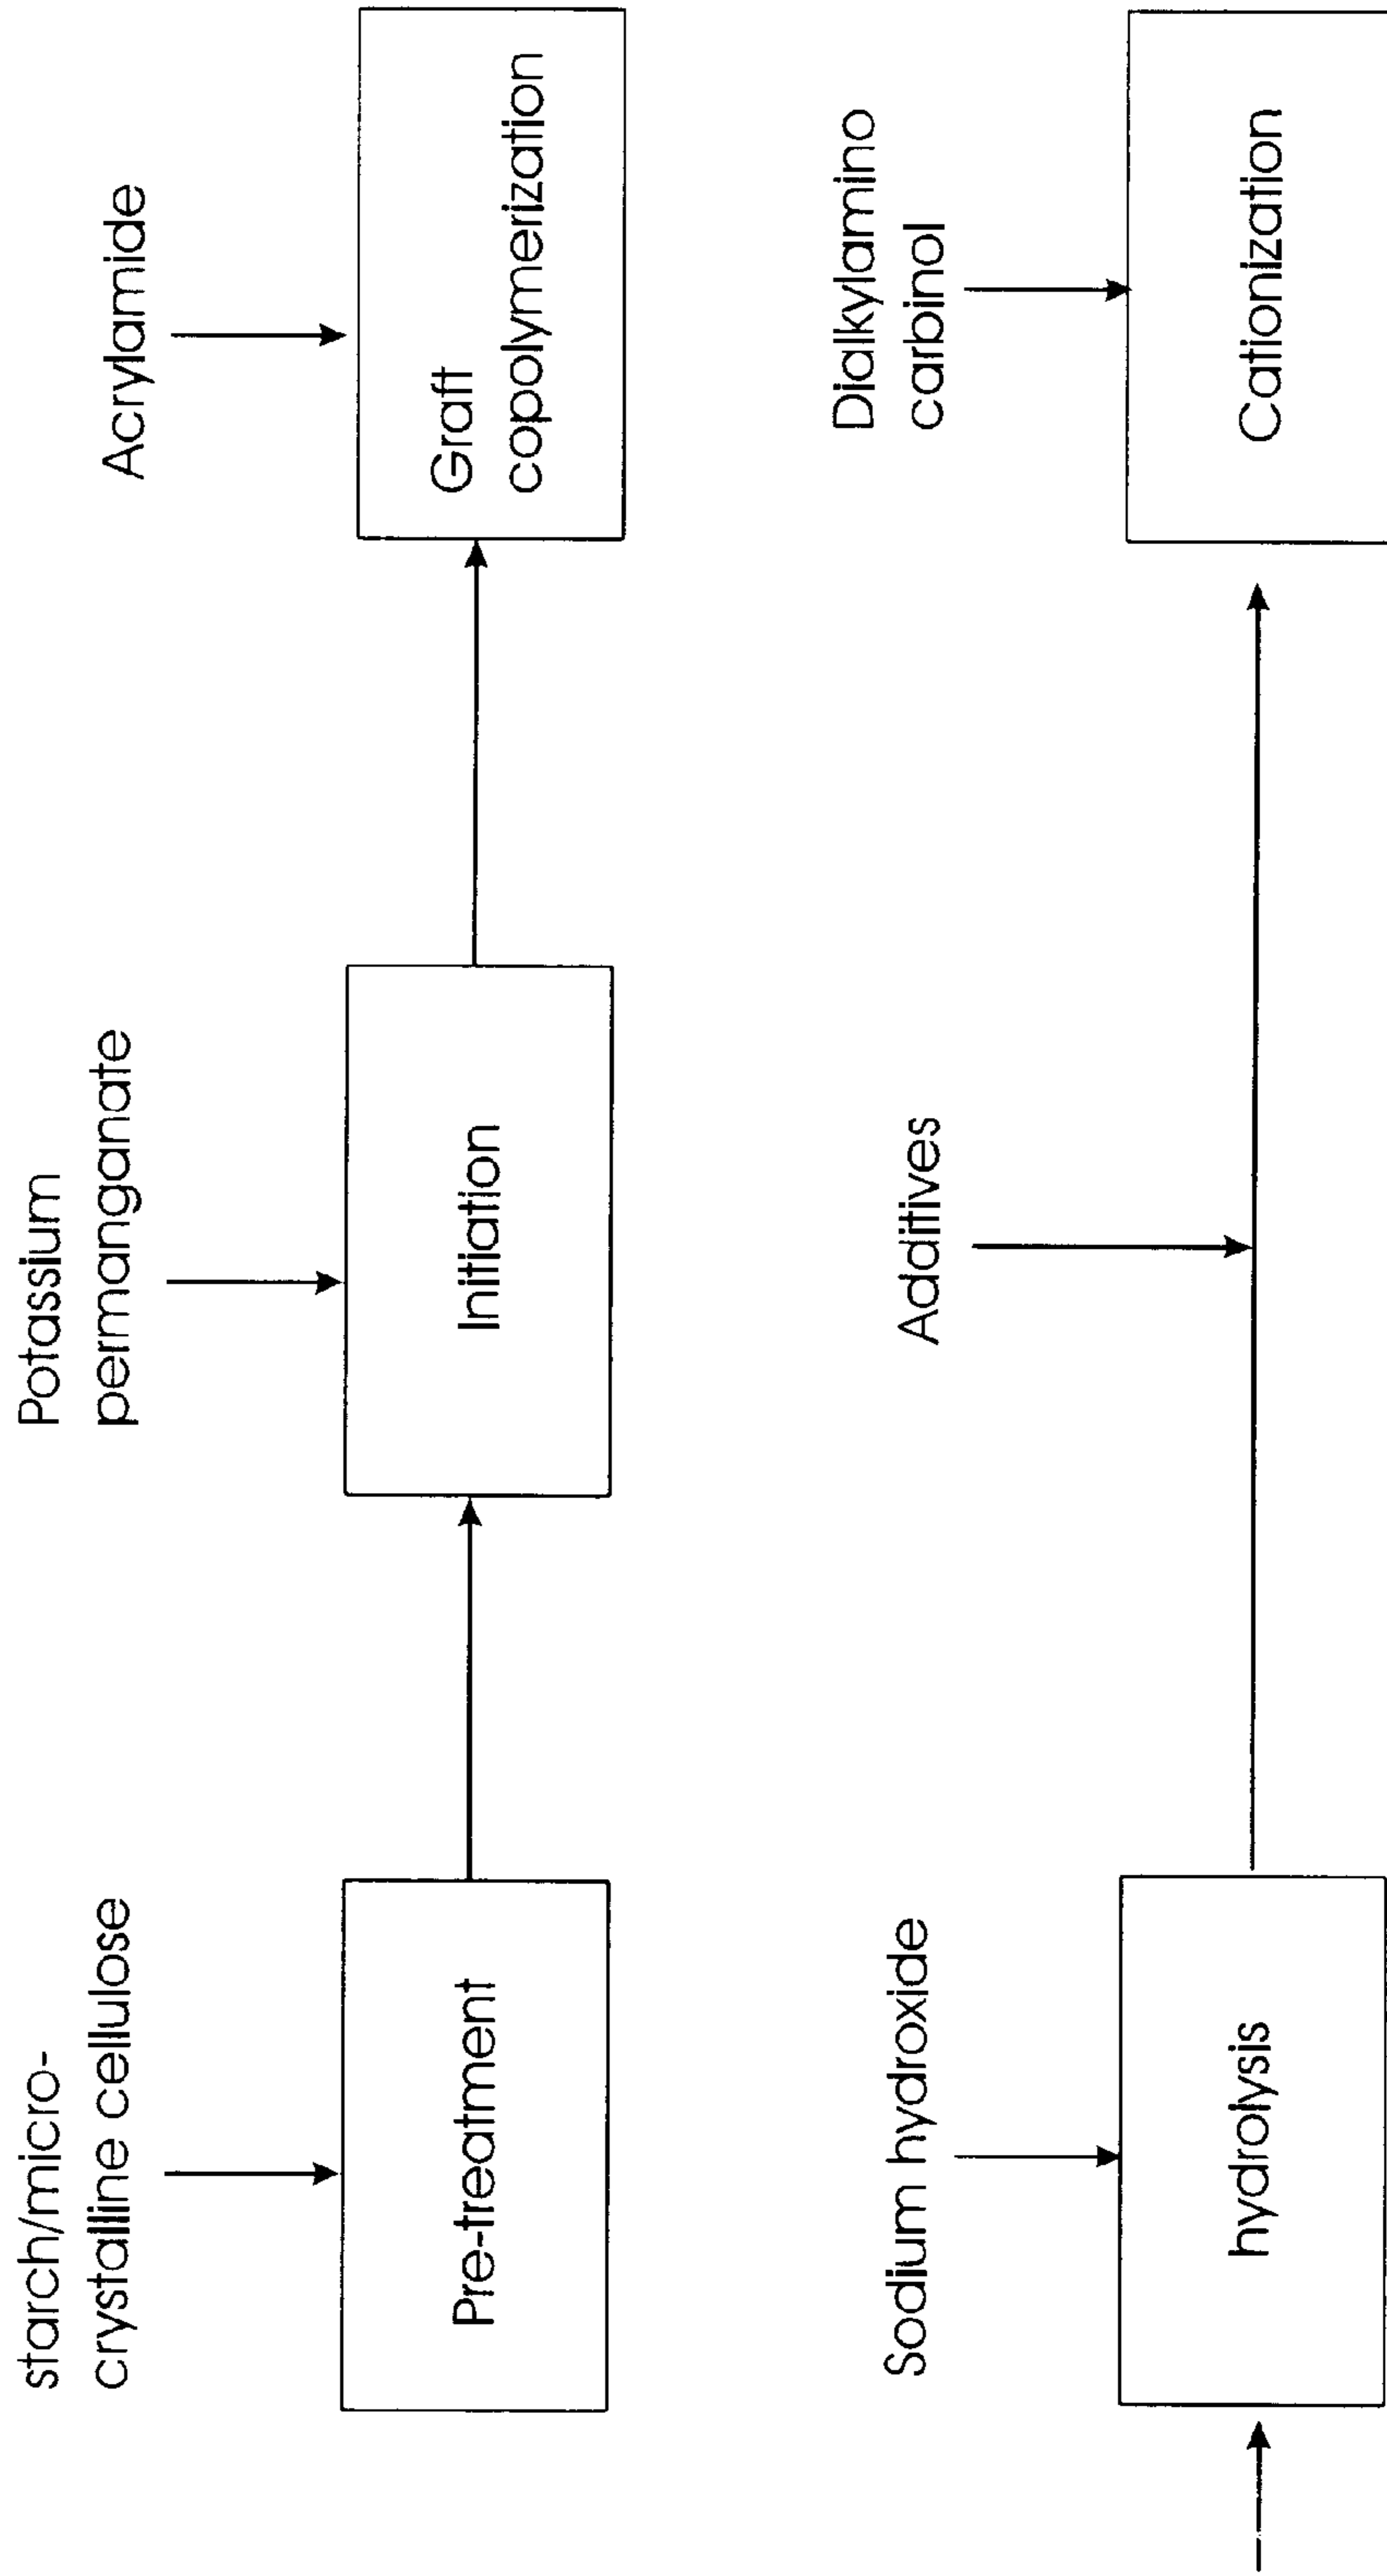 starch/micro-
crystalline cellulose
Potassium
permanganate
Acrylamide
Pre-treatment
Initiation
Graft
copolymerization
Sodium hydroxide
Additives
Dialkylamino
carbinol
hydrolysis
Cationization